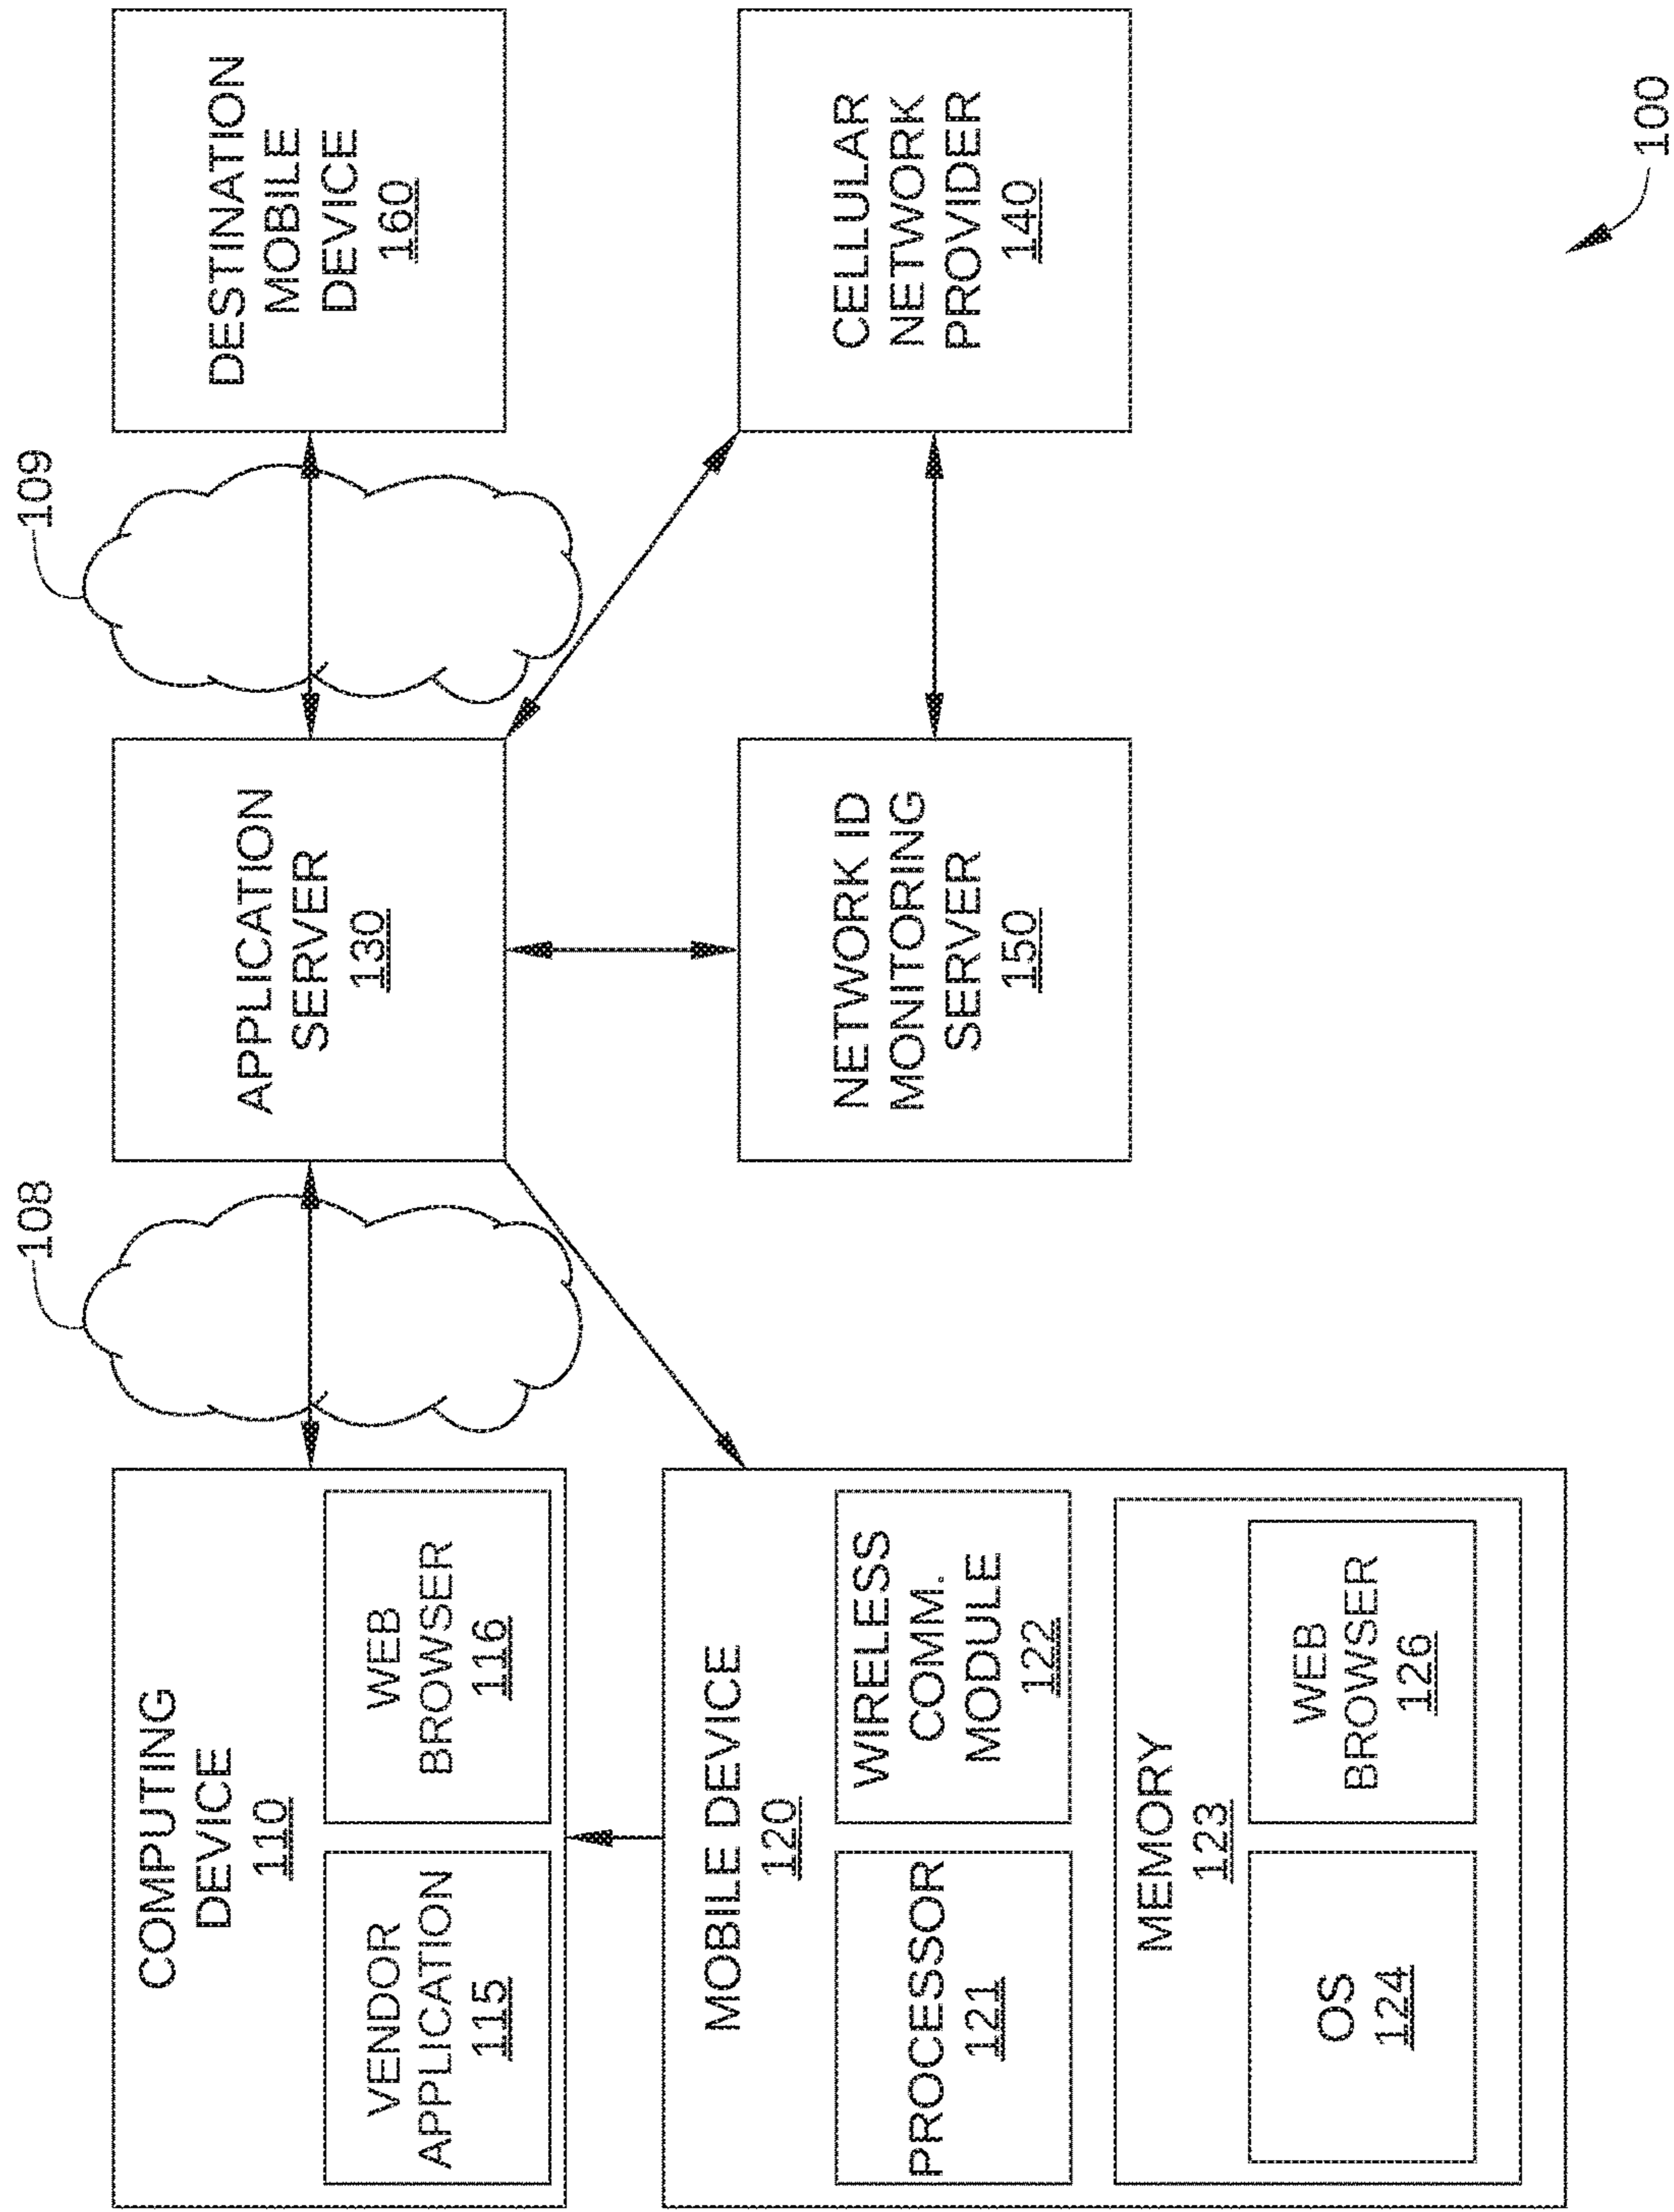 108
109
COMPUTING
DEVICE
110
VENDOR
APPLICATION
115
WEB
BROWSER
116
APPLICATION
SERVER
130
DESTINATION
MOBILE
DEVICE
160
MOBILE DEVICE
120
PROCESSOR
121
WIRELESS
COMM.
MODULE
122
MEMORY
123
OS
124
WEB
BROWSER
126
NETWORK ID
MONITORING
SERVER
150
CELLULAR
NETWORK
PROVIDER
140
100